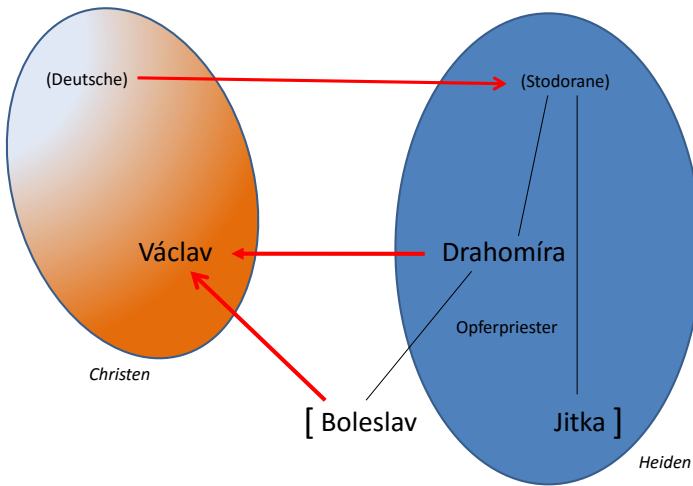 (Deutsche) (Stodorane)
Václav Drahomíra
Opferpriester
Christen
[ Boleslav Jitka ]
Heiden